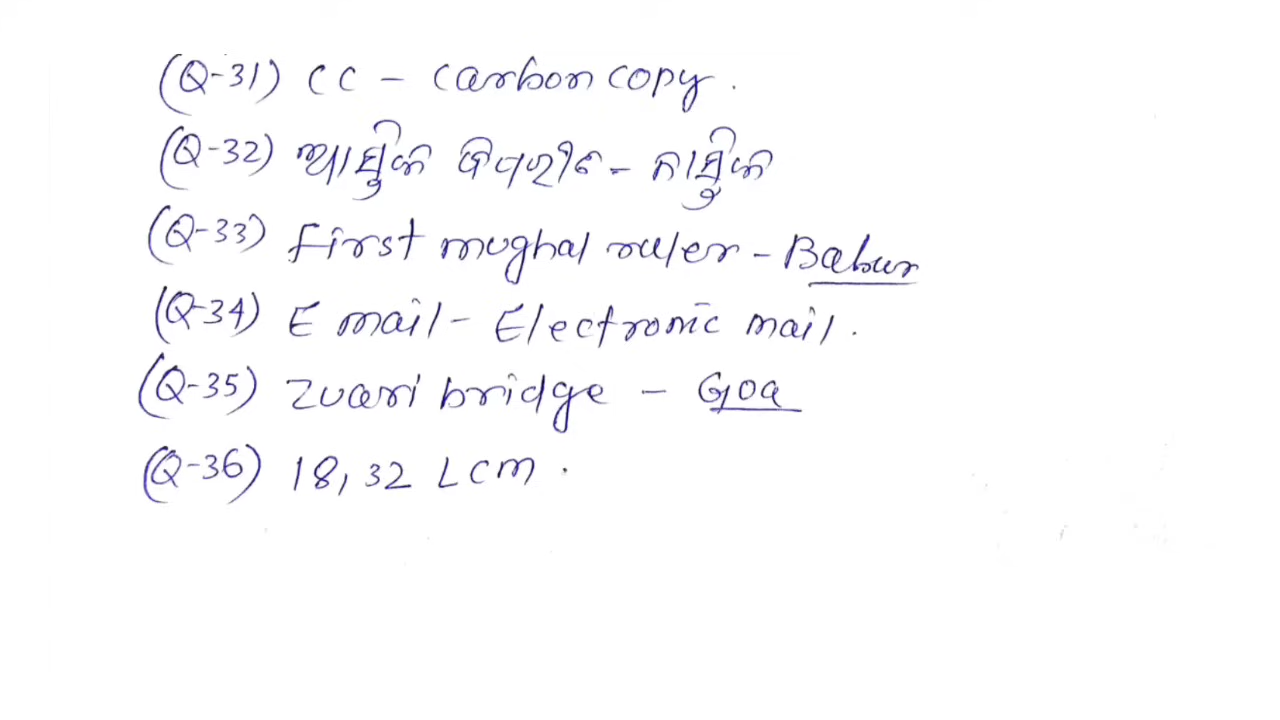 (Q-31) CC - Carbon copy.
(Q-32) ଆସ୍ତିକ ବିପରୀତ - ନାସ୍ତିକ
(Q-33) First mughal ruler - Babur
(Q-34) E mail - Electronic mail.
(Q-35) Zuari bridge - Goa
(Q-36) 18, 32 LCM .